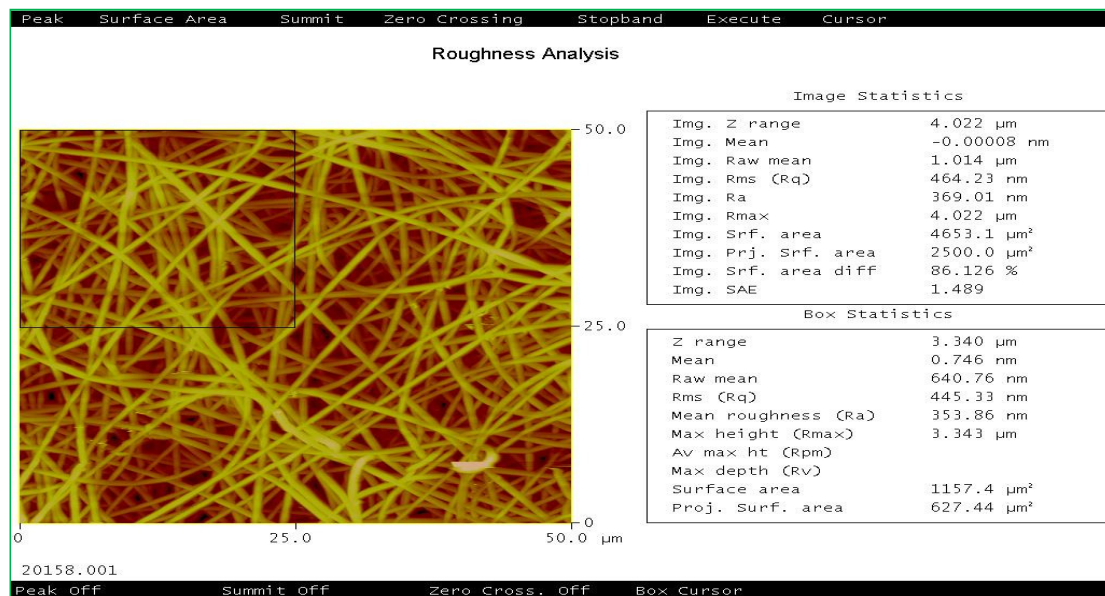 Peak Surface Area Summit Zero Crossing Stopband Execute Cursor
Roughness Analysis
Image Statistics
Img. Z range 4.022 µm
Img. Mean -0.00008 nm
Img. Raw mean 1.014 µm
Img. Rms (Rq) 464.23 nm
Img. Ra 369.01 nm
Img. Rmax 4.022 µm
Img. Srf. area 4653.1 µm²
Img. Prj. Srf. area 2500.0 µm²
Img. Srf. area diff 86.126 %
Img. SAE 1.489
Box Statistics
Z range 3.340 µm
Mean 0.746 nm
Raw mean 640.76 nm
Rms (Rq) 445.33 nm
Mean roughness (Ra) 353.86 nm
Max height (Rmax) 3.343 µm
Av max ht (Rpm)
Max depth (Rv)
Surface area 1157.4 µm²
Proj. Surf. area 627.44 µm²
50.0
25.0
0
0 25.0 50.0 µm
20158.001
Peak Off Summit Off Zero Cross. Off Box Cursor